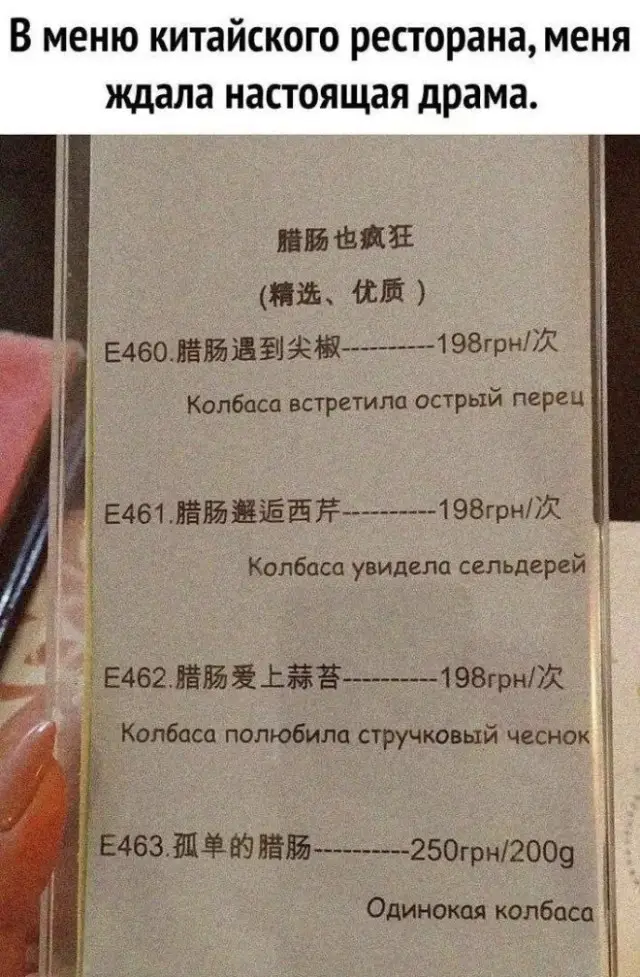 В меню китайского ресторана, меня
ждала настоящая драма.
腊肠也疯狂
(精选、优质)
E460.腊肠遇到尖椒----------198грн/次
Колбаса встретила острый перец
E461.腊肠邂逅西芹----------198грн/次
Колбаса увидела сельдерей
E462.腊肠爱上蒜苔----------198грн/次
Колбаса полюбила стручковый чеснок
E463.孤单的腊肠----------250грн/200g
Одинокая колбаса